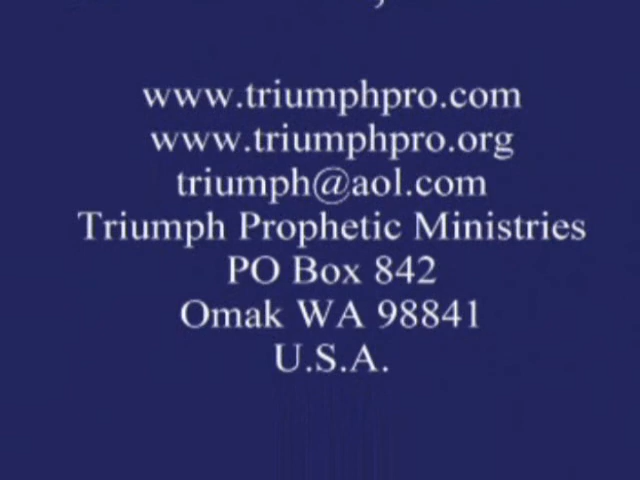 www.triumphpro.com
www.triumphpro.org
triumph@aol.com
Triumph Prophetic Ministries
PO Box 842
Omak WA 98841
U.S.A.